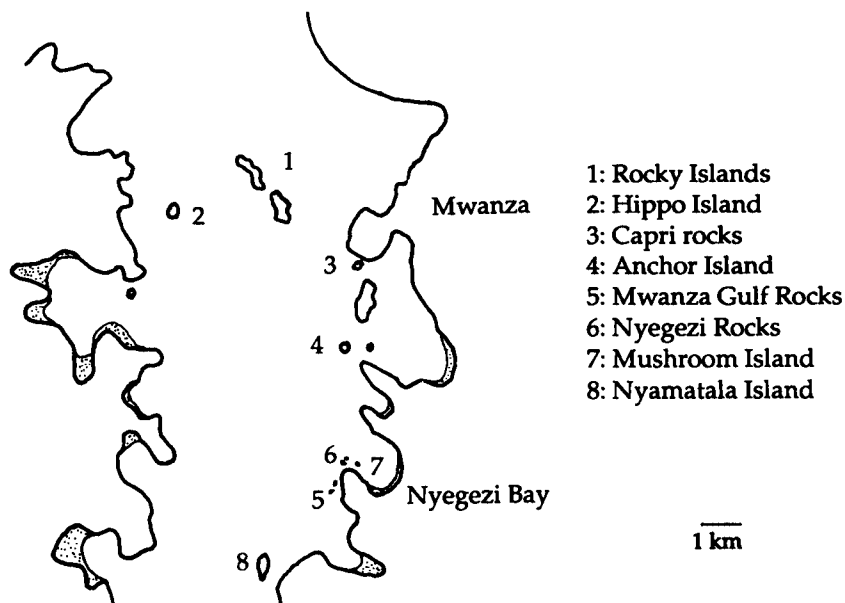 1
2
Mwanza
3
4
6
7
5
Nyegezi Bay
8
1: Rocky Islands
2: Hippo Island
3: Capri rocks
4: Anchor Island
5: Mwanza Gulf Rocks
6: Nyegezi Rocks
7: Mushroom Island
8: Nyamatala Island
1 km